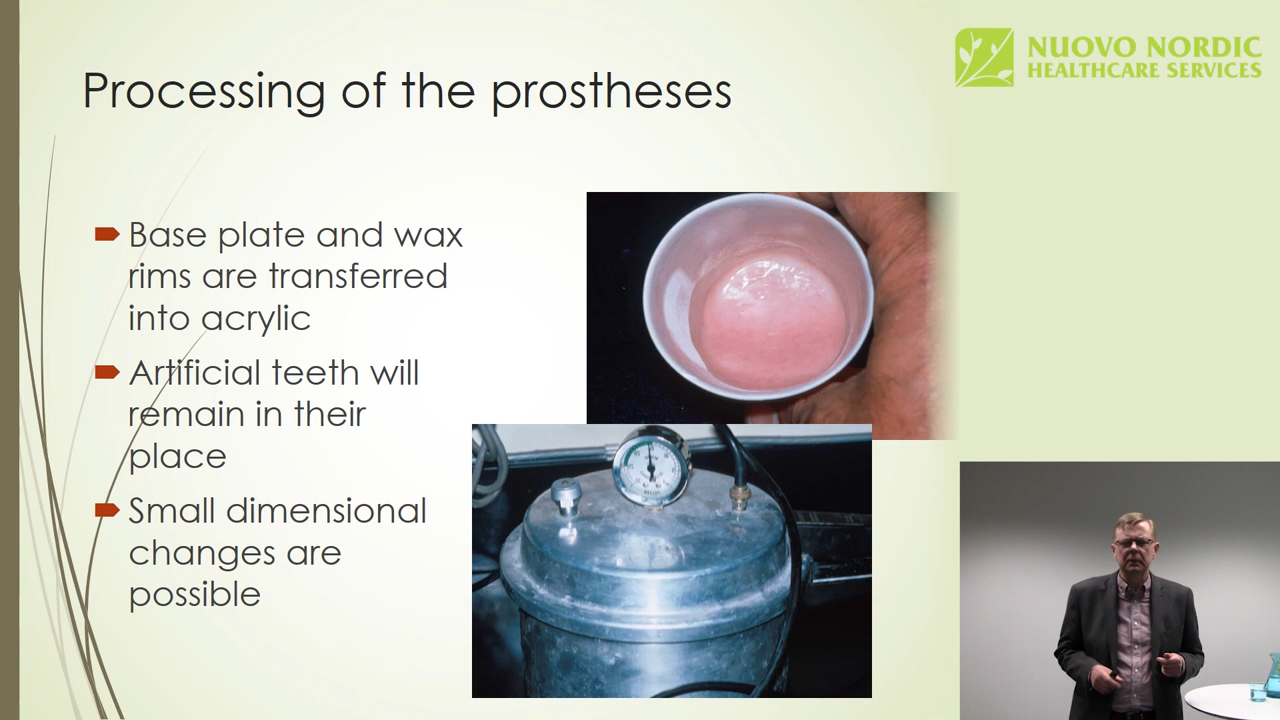 Processing of the prostheses
NUOVO NORDIC
HEALTHCARE SERVICES
Base plate and wax
rims are transferred
into acrylic
Artificial teeth will
remain in their
place
Small dimensional
changes are
possible